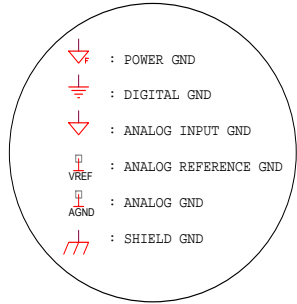 F : POWER GND
: DIGITAL GND
: ANALOG INPUT GND
VREF : ANALOG REFERENCE GND
AGND : ANALOG GND
: SHIELD GND